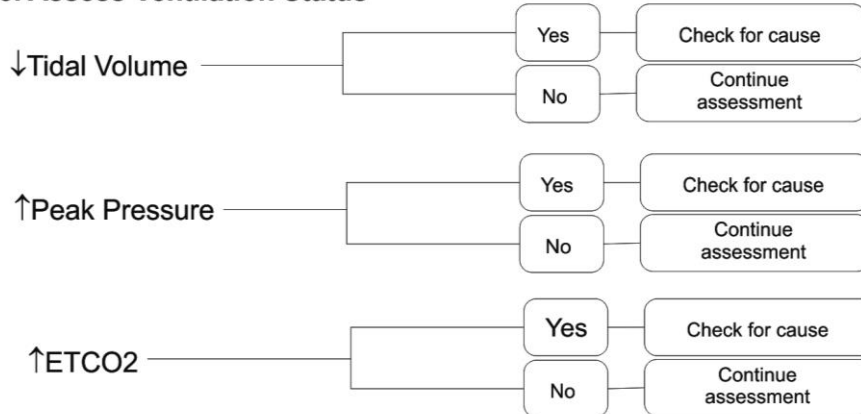 Yes
Check for cause
↓Tidal Volume
No
Continue
assessment
Yes
Check for cause
↑Peak Pressure
No
Continue
assessment
Yes
Check for cause
↑ETCO2
No
Continue
assessment